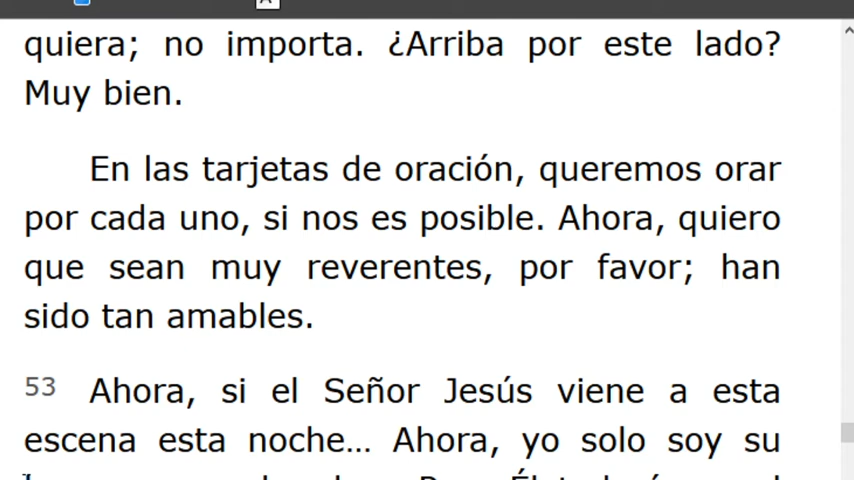 quiera; no importa. ¿Arriba por este lado?
Muy bien.
En las tarjetas de oración, queremos orar
por cada uno, si nos es posible. Ahora, quiero
que sean muy reverentes, por favor; han
sido tan amables.
53 Ahora, si el Señor Jesús viene a esta
escena esta noche… Ahora, yo solo soy su